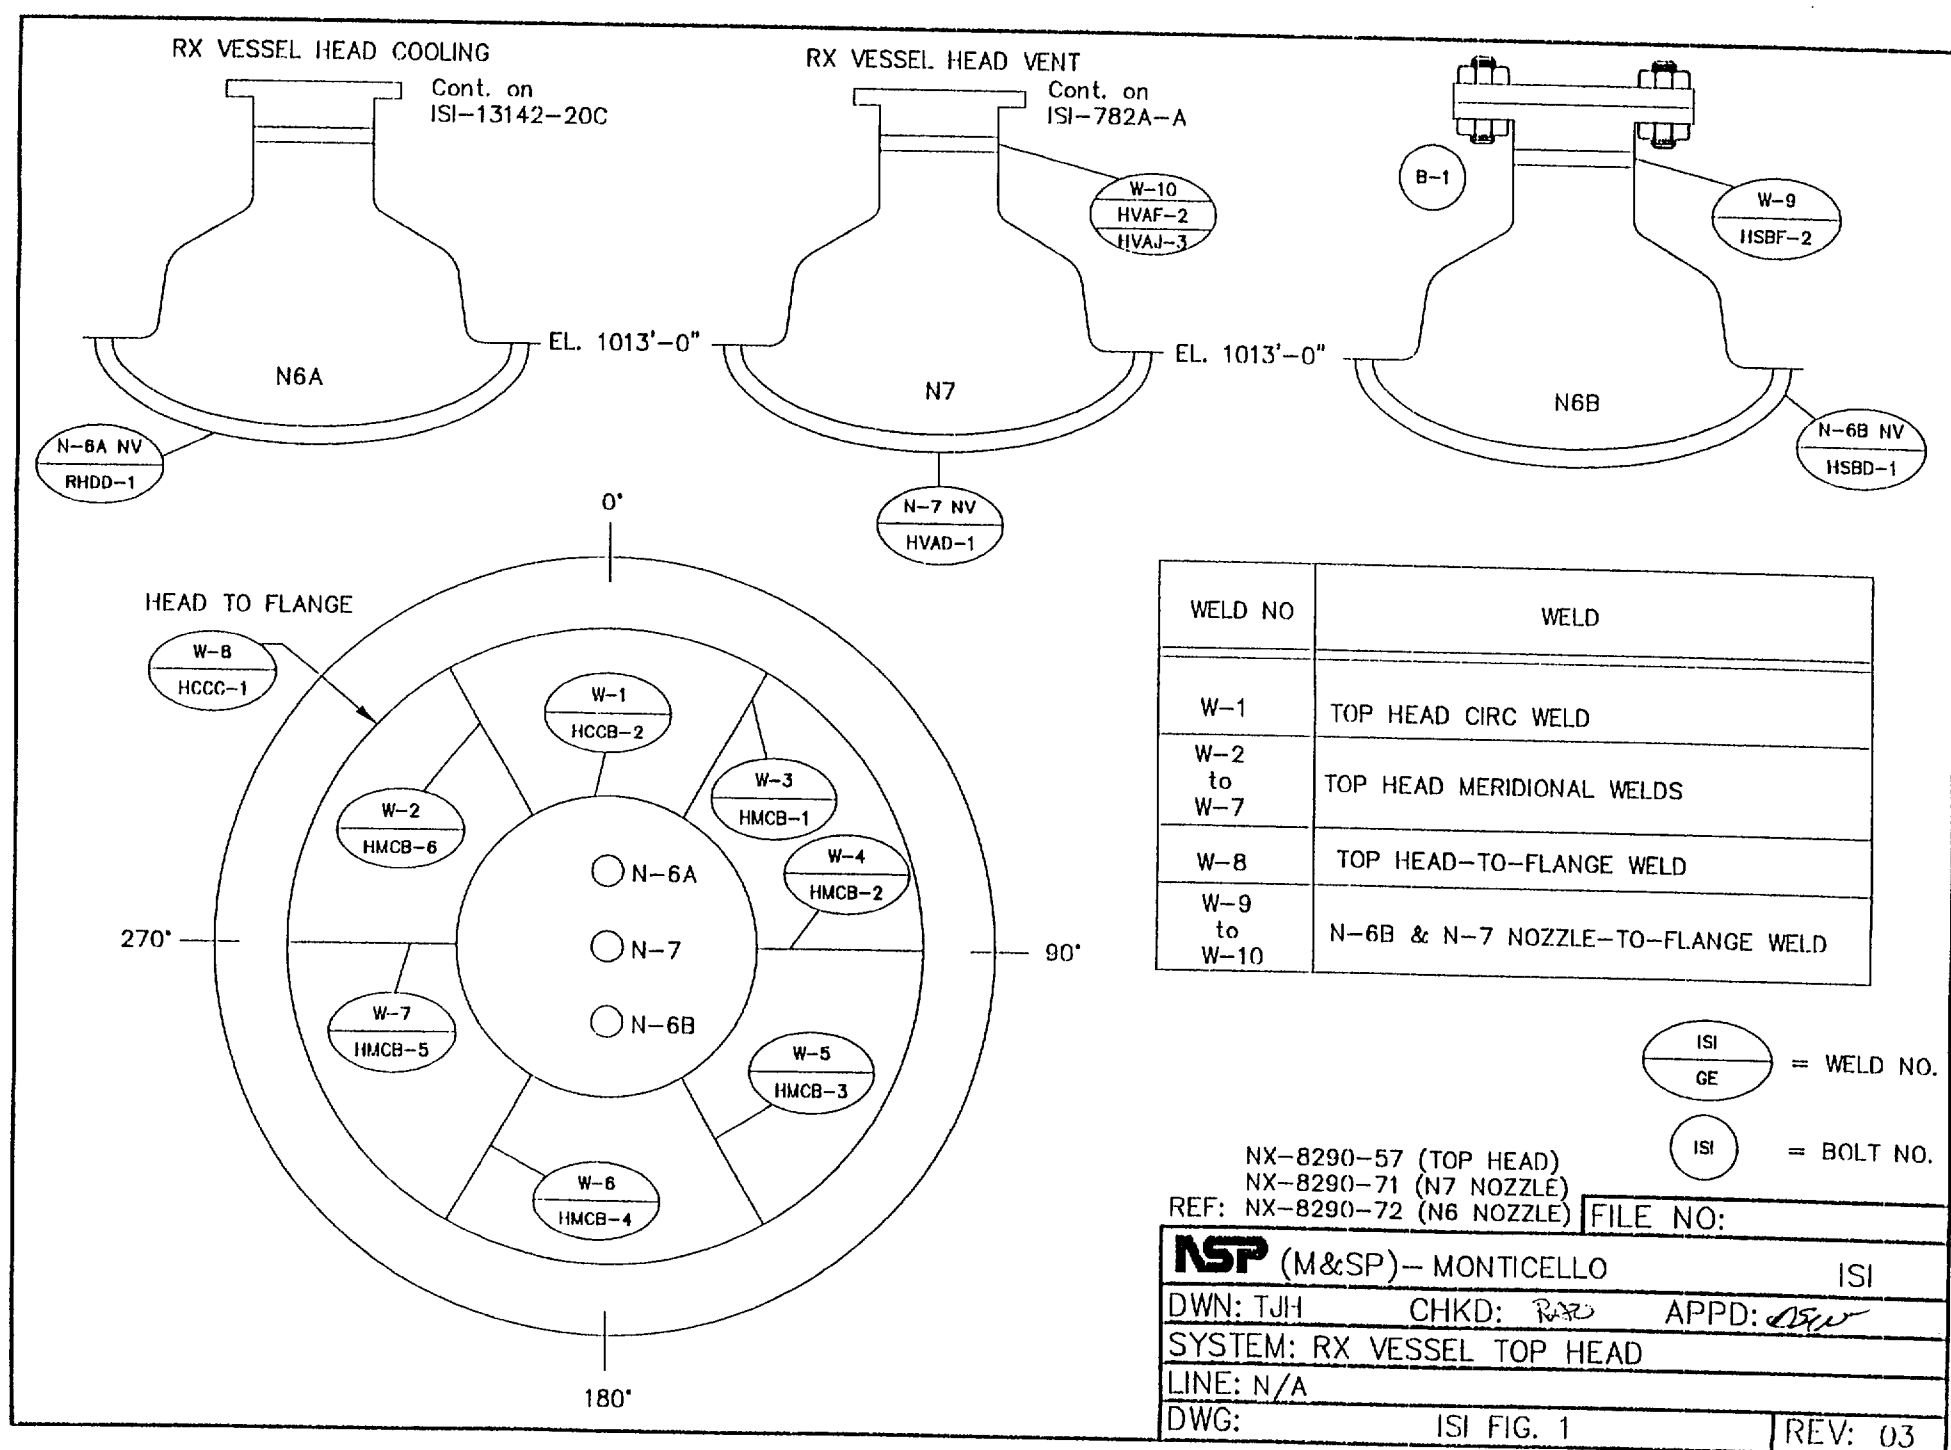 RX VESSEL HEAD COOLING
Cont. on
ISI-13142-20C
RX VESSEL HEAD VENT
Cont. on
ISI-782A-A
W-10
HVAF-2
HVAJ-3
B-1
W-9
HSBF-2
EL. 1013'-0"
EL. 1013'-0"
N6A
N7
N6B
N-6A NV
RHDD-1
N-7 NV
HVAD-1
N-6B NV
HSBD-1
0°
HEAD TO FLANGE
W-8
HCCC-1
W-1
HCCB-2
W-3
HMCB-1
W-2
HMCB-6
W-4
HMCB-2
N-6A
270°
N-7
90°
N-6B
W-7
HMCB-5
W-5
HMCB-3
W-6
HMCB-4
180°
WELD NO WELD
W-1 TOP HEAD CIRC WELD
W-2
to
W-7
TOP HEAD MERIDIONAL WELDS
W-8 TOP HEAD-TO-FLANGE WELD
W-9
to
W-10
N-6B & N-7 NOZZLE-TO-FLANGE WELD
ISI
GE
= WELD NO.
ISI
= BOLT NO.
NX-8290-57 (TOP HEAD)
NX-8290-71 (N7 NOZZLE)
REF: NX-8290-72 (N6 NOZZLE)
FILE NO:
NSP (M&SP)- MONTICELLO ISI
DWN: TJH CHKD: APPD:
SYSTEM: RX VESSEL TOP HEAD
LINE: N/A
DWG: ISI FIG. 1 REV: 03